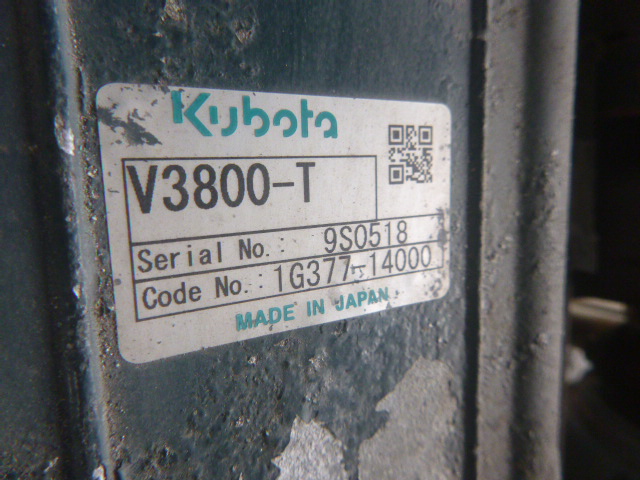 Kubota
V3800-T
Serial No.: 9S0518
Code No.: 1G377-14000
MADE IN JAPAN